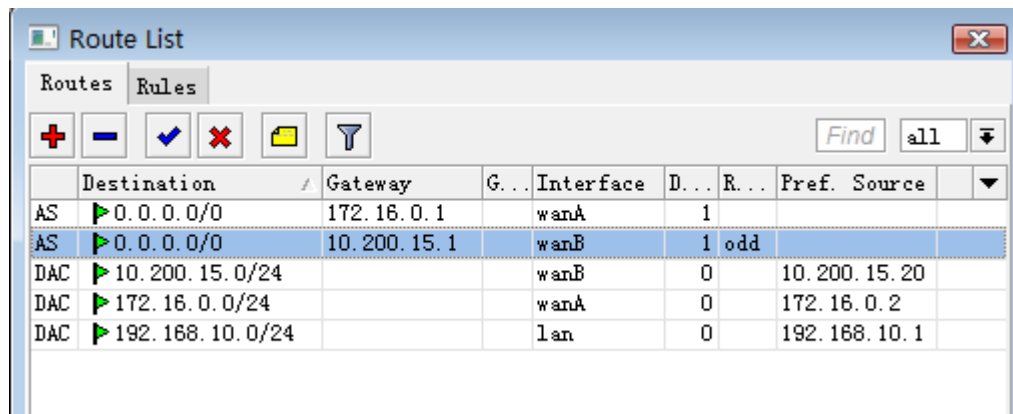 Route List
Routes Rules
Find all
Destination Gateway G... Interface D... R... Pref. Source
AS 0.0.0.0/0 172.16.0.1 wanA 1
AS 0.0.0.0/0 10.200.15.1 wanB 1 odd
DAC 10.200.15.0/24 wanB 0 10.200.15.20
DAC 172.16.0.0/24 wanA 0 172.16.0.2
DAC 192.168.10.0/24 lan 0 192.168.10.1